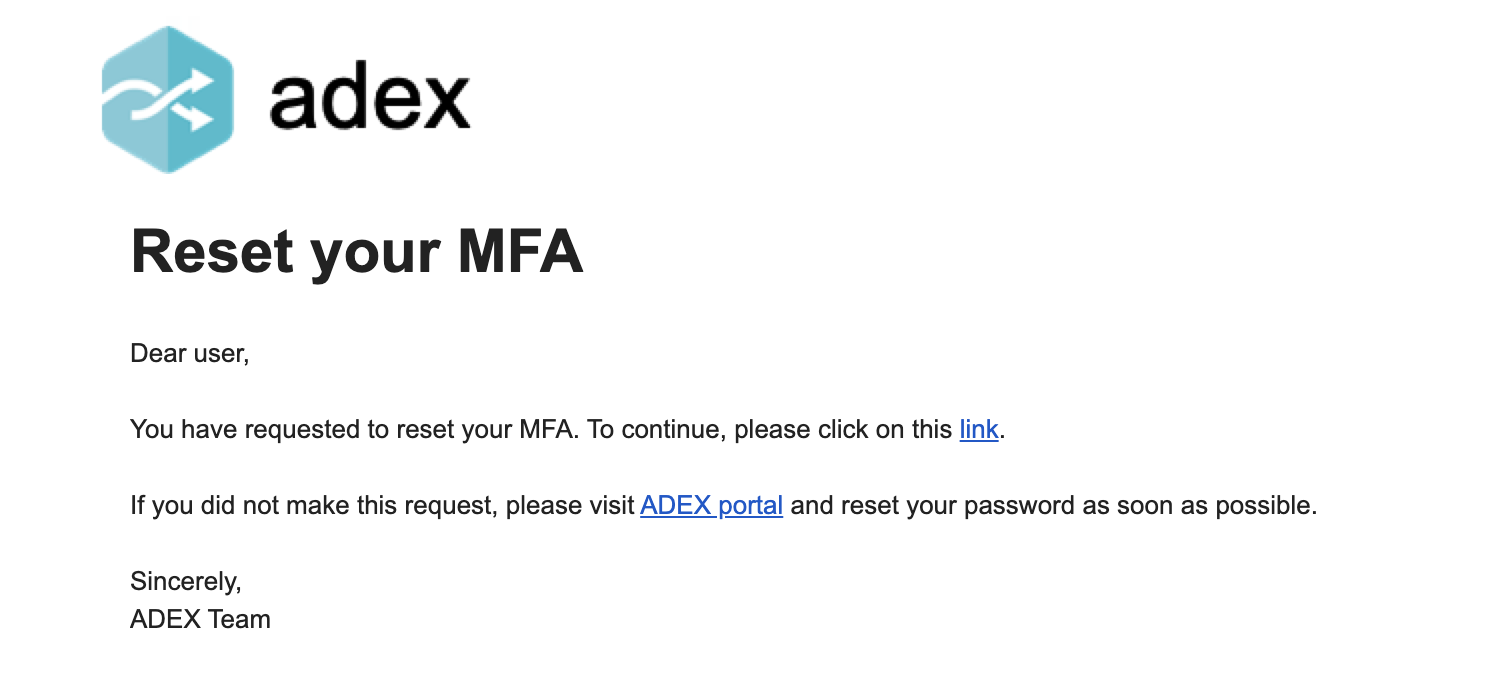 adex
Reset your MFA
Dear user,
You have requested to reset your MFA. To continue, please click on this link.
If you did not make this request, please visit ADEX portal and reset your password as soon as possible.
Sincerely,
ADEX Team